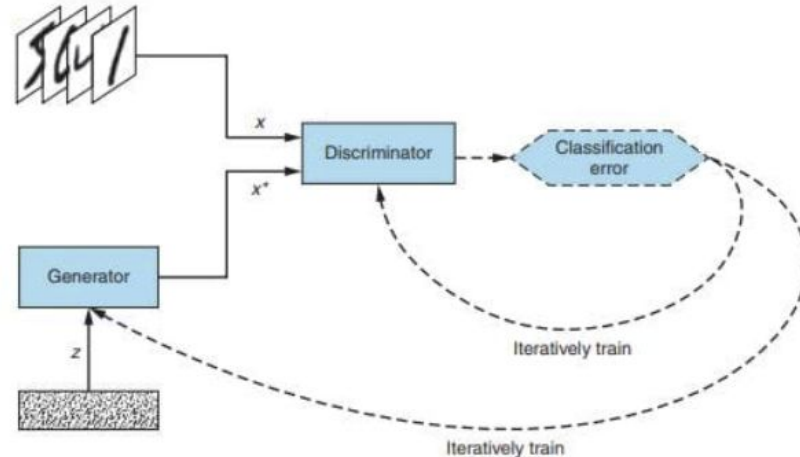 x
Discriminator
Classification
error
x*
Generator
z
Iteratively train
Iteratively train